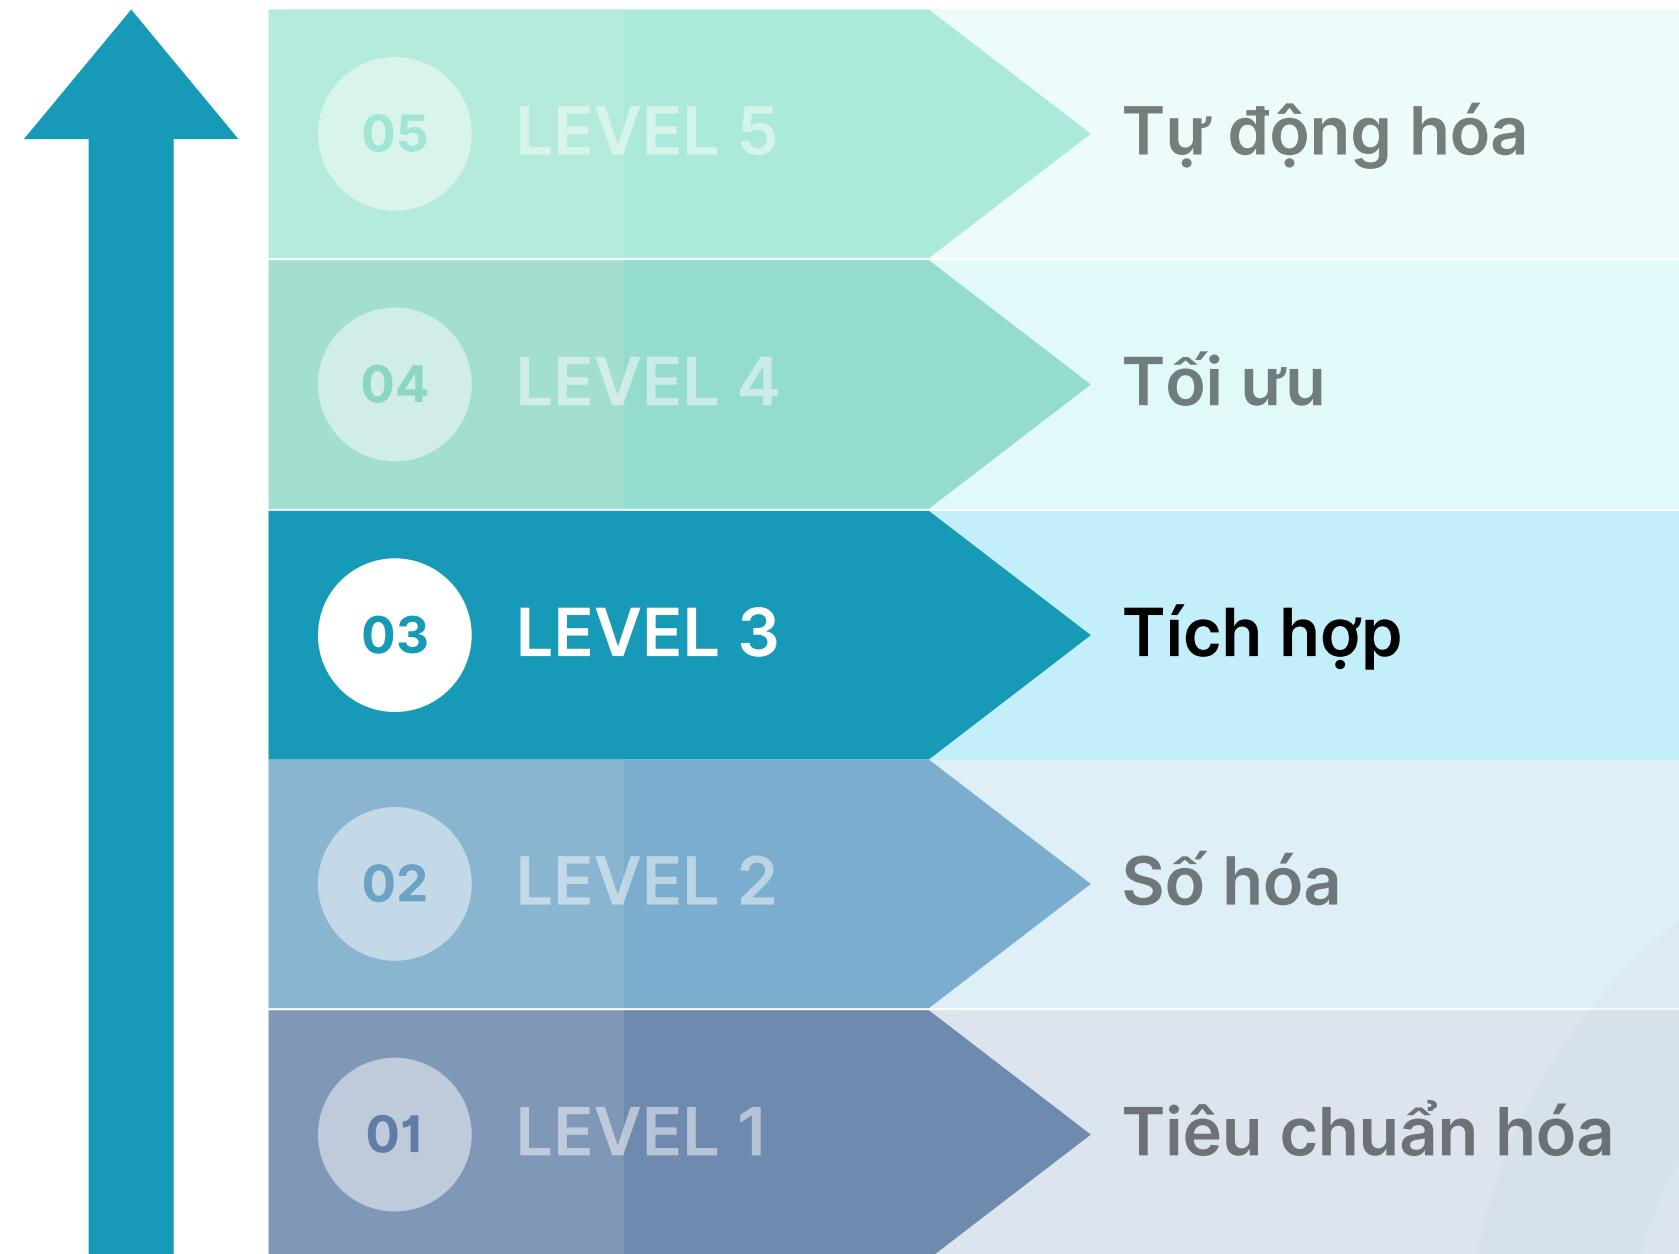 05 LEVEL 5 Tự động hóa
04 LEVEL 4 Tối ưu
03 LEVEL 3 Tích hợp
02 LEVEL 2 Số hóa
01 LEVEL 1 Tiêu chuẩn hóa